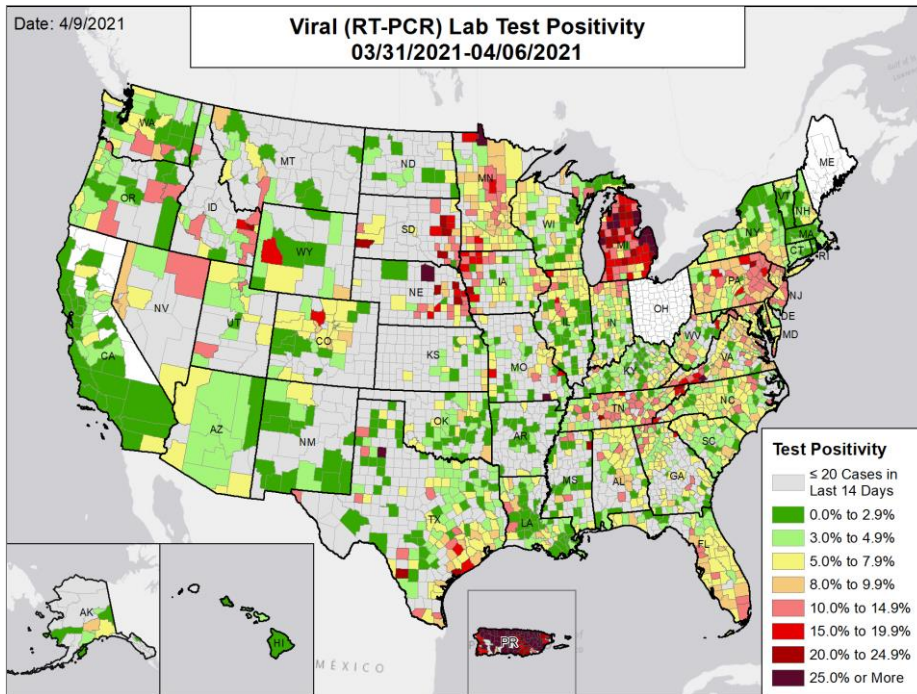 Date: 4/9/2021
Viral (RT-PCR) Lab Test Positivity
03/31/2021-04/06/2021
WA
MT
ND
MN
ME
OR
ID
SD
WI
MI
VT
NH
NY
MA
CT
RI
WY
IA
PA
NJ
NV
UT
NE
IL
IN
OH
DE
MD
CA
CO
KS
MO
WV
VA
KY
AZ
NM
OK
AR
TN
NC
SC
TX
LA
MS
AL
GA
FL
AK
HI
PR
MÉXICO
Test Positivity
≤ 20 Cases in
Last 14 Days
0.0% to 2.9%
3.0% to 4.9%
5.0% to 7.9%
8.0% to 9.9%
10.0% to 14.9%
15.0% to 19.9%
20.0% to 24.9%
25.0% or More